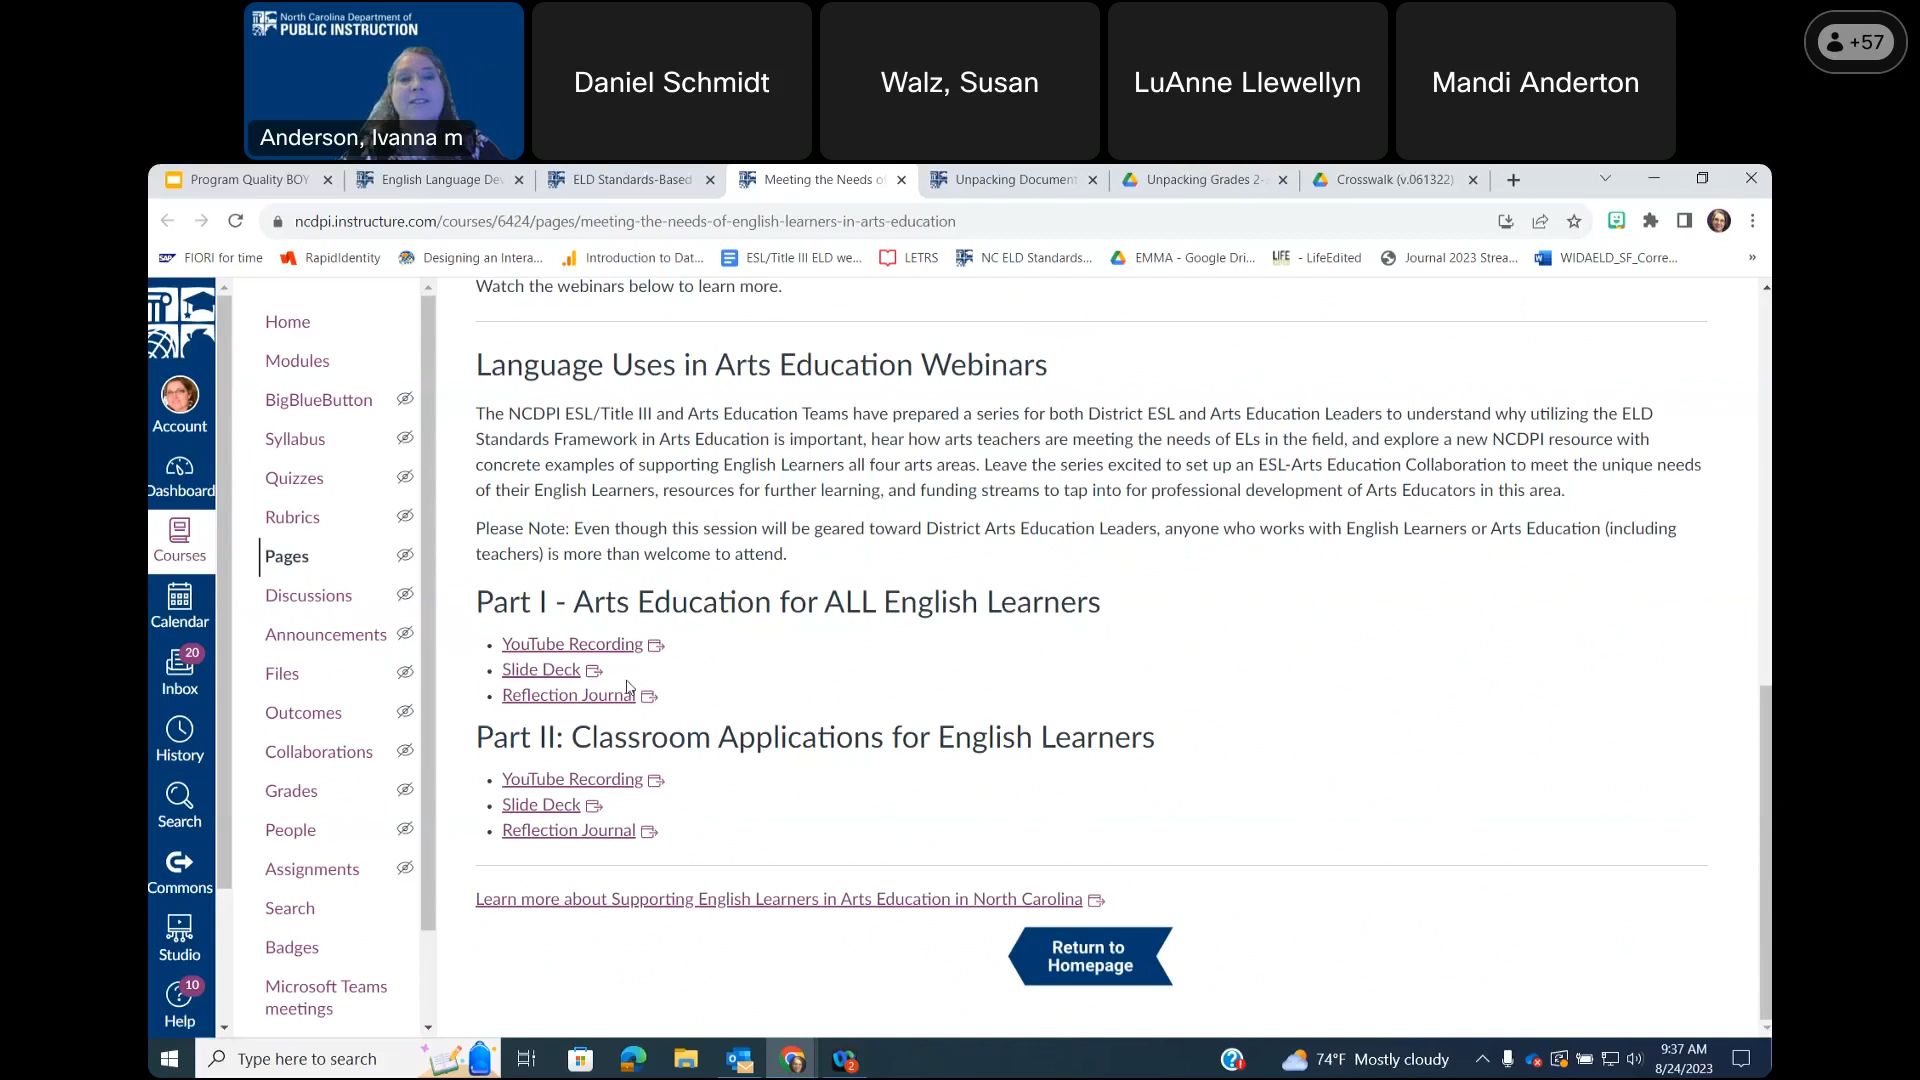 North Carolina Department of
PUBLIC INSTRUCTION
Anderson, Ivanna m
Daniel Schmidt
Walz, Susan
LuAnne Llewellyn
Mandi Anderton
+57
Program Quality BOY
English Language Dev
ELD Standards-Based
Meeting the Needs of
Unpacking Document
Unpacking Grades 2-
Crosswalk (v.061322)
ncdpi.instructure.com/courses/6424/pages/meeting-the-needs-of-english-learners-in-arts-education
FIORI for time
RapidIdentity
Designing an Intera...
Introduction to Dat...
ESL/Title III ELD we...
LETRS
NC ELD Standards...
EMMA - Google Dri...
LIFE - LifeEdited
Journal 2023 Strea...
WIDAELD_SF_Corre...
»
Account
Dashboard
Courses
Calendar
20
Inbox
History
Search
Commons
Studio
10
Help
Home
Modules
BigBlueButton
Syllabus
Quizzes
Rubrics
Pages
Discussions
Announcements
Files
Outcomes
Collaborations
Grades
People
Assignments
Search
Badges
Microsoft Teams
meetings
Watch the webinars below to learn more.
Language Uses in Arts Education Webinars
The NCDPI ESL/Title III and Arts Education Teams have prepared a series for both District ESL and Arts Education Leaders to understand why utilizing the ELD
Standards Framework in Arts Education is important, hear how arts teachers are meeting the needs of ELs in the field, and explore a new NCDPI resource with
concrete examples of supporting English Learners all four arts areas. Leave the series excited to set up an ESL-Arts Education Collaboration to meet the unique needs
of their English Learners, resources for further learning, and funding streams to tap into for professional development of Arts Educators in this area.
Please Note: Even though this session will be geared toward District Arts Education Leaders, anyone who works with English Learners or Arts Education (including
teachers) is more than welcome to attend.
Part I - Arts Education for ALL English Learners
• YouTube Recording
• Slide Deck
• Reflection Journal
Part II: Classroom Applications for English Learners
• YouTube Recording
• Slide Deck
• Reflection Journal
Learn more about Supporting English Learners in Arts Education in North Carolina
Return to
Homepage
Type here to search
2
74°F Mostly cloudy
9:37 AM
8/24/2023